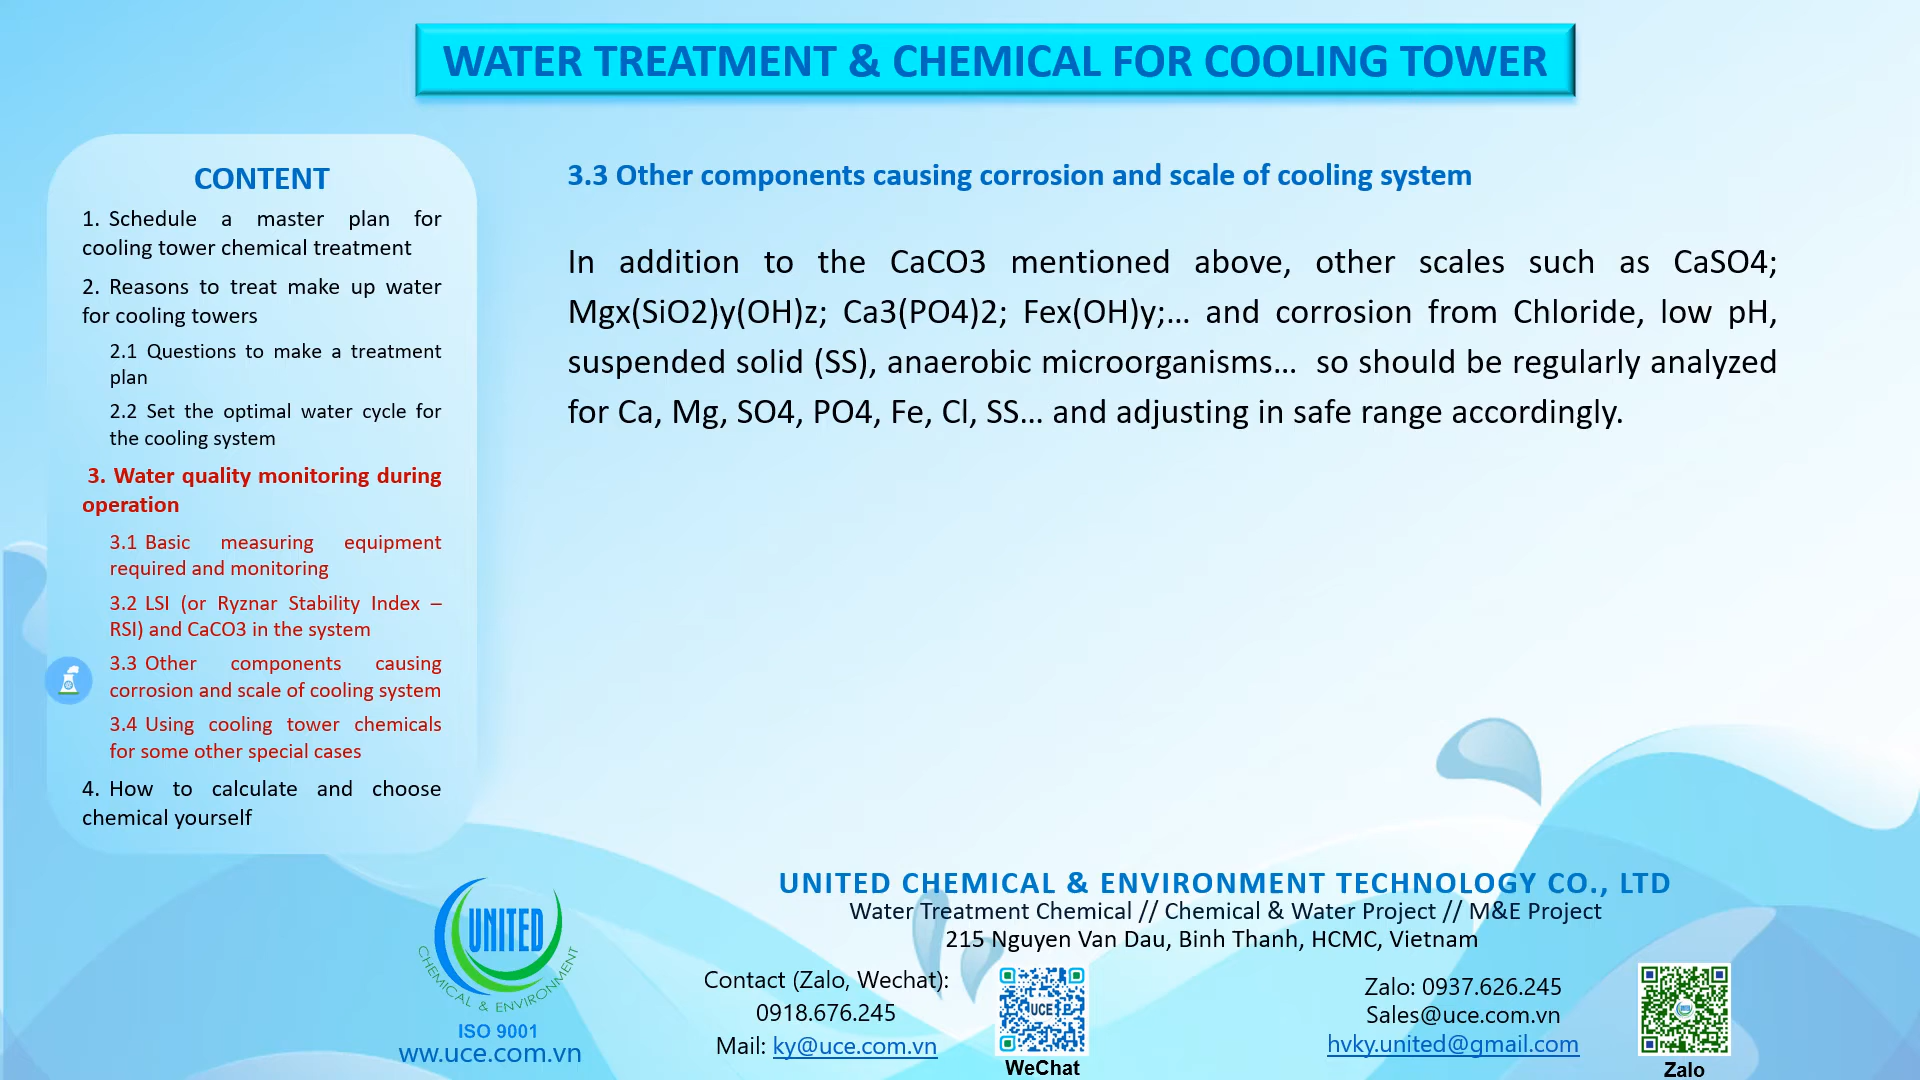 WATER TREATMENT & CHEMICAL FOR COOLING TOWER
CONTENT
1. Schedule a master plan for
cooling tower chemical treatment
2. Reasons to treat make up water
for cooling towers
2.1 Questions to make a treatment
plan
2.2 Set the optimal water cycle for
the cooling system
3. Water quality monitoring during
operation
3.1 Basic measuring equipment
required and monitoring
3.2 LSI (or Ryznar Stability Index –
RSI) and CaCO3 in the system
3.3 Other components causing
corrosion and scale of cooling system
3.4 Using cooling tower chemicals
for some other special cases
4. How to calculate and choose
chemical yourself
3.3 Other components causing corrosion and scale of cooling system
In addition to the CaCO3 mentioned above, other scales such as CaSO4;
Mgx(SiO2)y(OH)z; Ca3(PO4)2; Fex(OH)y;... and corrosion from Chloride, low pH,
suspended solid (SS), anaerobic microorganisms... so should be regularly analyzed
for Ca, Mg, SO4, PO4, Fe, Cl, SS... and adjusting in safe range accordingly.
UNITED
CHEMICAL & ENVIRONMENT
ISO 9001
ww.uce.com.vn
UNITED CHEMICAL & ENVIRONMENT TECHNOLOGY CO., LTD
Water Treatment Chemical // Chemical & Water Project // M&E Project
215 Nguyen Van Dau, Binh Thanh, HCMC, Vietnam
Contact (Zalo, Wechat):
0918.676.245
Mail: ky@uce.com.vn
UCE
WeChat
Zalo: 0937.626.245
Sales@uce.com.vn
hvky.united@gmail.com
Zalo